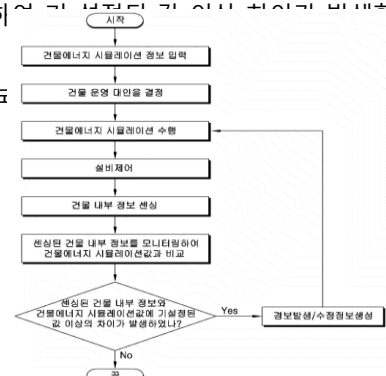 시작
건물에너지 시뮬레이션 정보 입력
건물 운영 대안을 결정
건물에너지 시뮬레이션 수행
설비제어
건물 내부 정보 센싱
센싱된 건물 내부 정보를 모니터링하여
건물에너지 시뮬레이션값과 비교
센싱된 건물 내부 정보와
건물에너지 시뮬레이션값에 기설정된
값 이상의 차이가 발생하였나?
Yes
경보발생/수정정보생성
No
끝